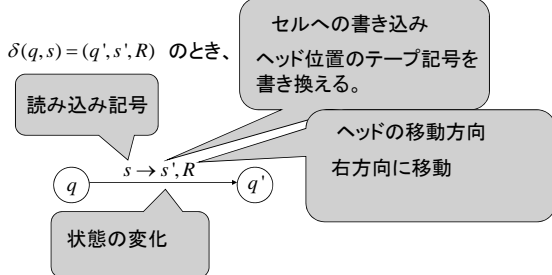 セルへの書き込み
δ(q,s) = (q',s',R) のとき、
ヘッド位置のテープ記号を
書き換える。
読み込み記号
ヘッドの移動方向
右方向に移動
s → s', R
q
q'
状態の変化